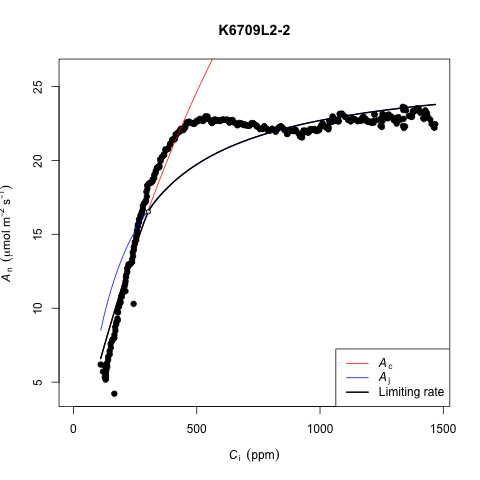 K6709L2-2
Aₙ (μmol m⁻² s⁻¹)
25
20
15
10
5
0 500 1000 1500
Cᵢ (ppm)
A꜀
Aⱼ
Limiting rate